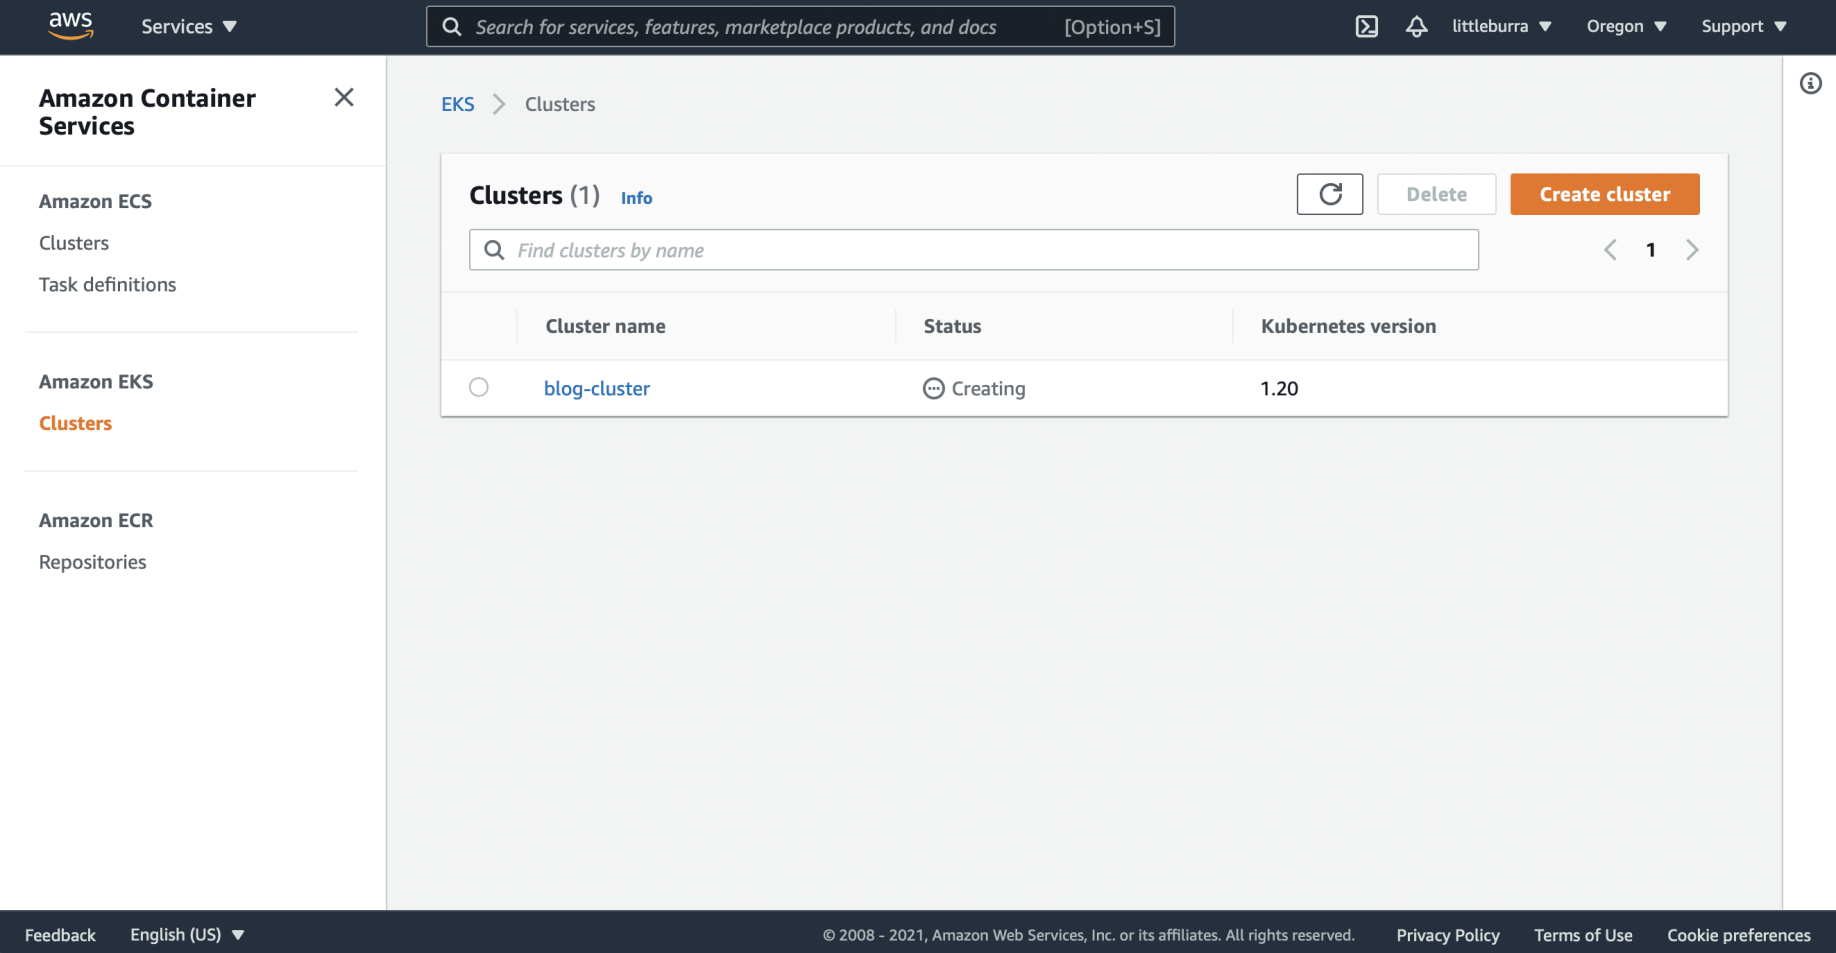 aws
Services
Search for services, features, marketplace products, and docs
[Option+S]
littleburra
Oregon
Support
Amazon Container
Services
Amazon ECS
Clusters
Task definitions
Amazon EKS
Clusters
Amazon ECR
Repositories
EKS
Clusters
Clusters (1)
Info
Delete
Create cluster
Find clusters by name
1
Cluster name
Status
Kubernetes version
blog-cluster
Creating
1.20
Feedback
English (US)
© 2008 - 2021, Amazon Web Services, Inc. or its affiliates. All rights reserved.
Privacy Policy
Terms of Use
Cookie preferences